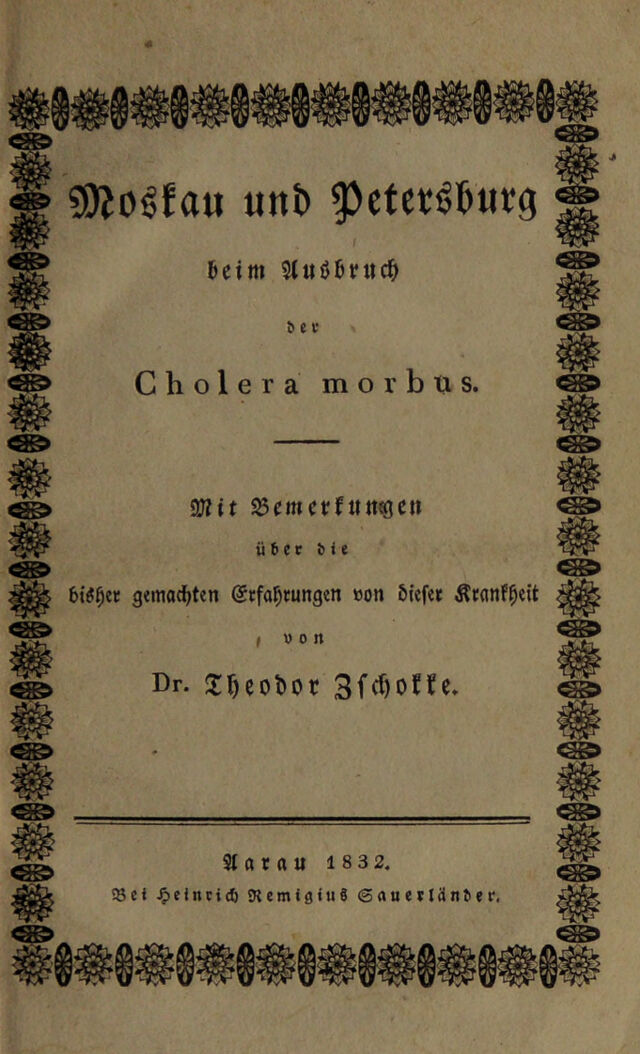 Moskau und Petersburg
beim Ausbruch
der
Cholera morbus.
Mit Bemerkungen
über die
bisher gemachten Erfahrungen von dieser Krankheit
von
Dr. Theodor Zschokke.
Aarau 1832.
Bei Heinrich Remigius Sauerländer.